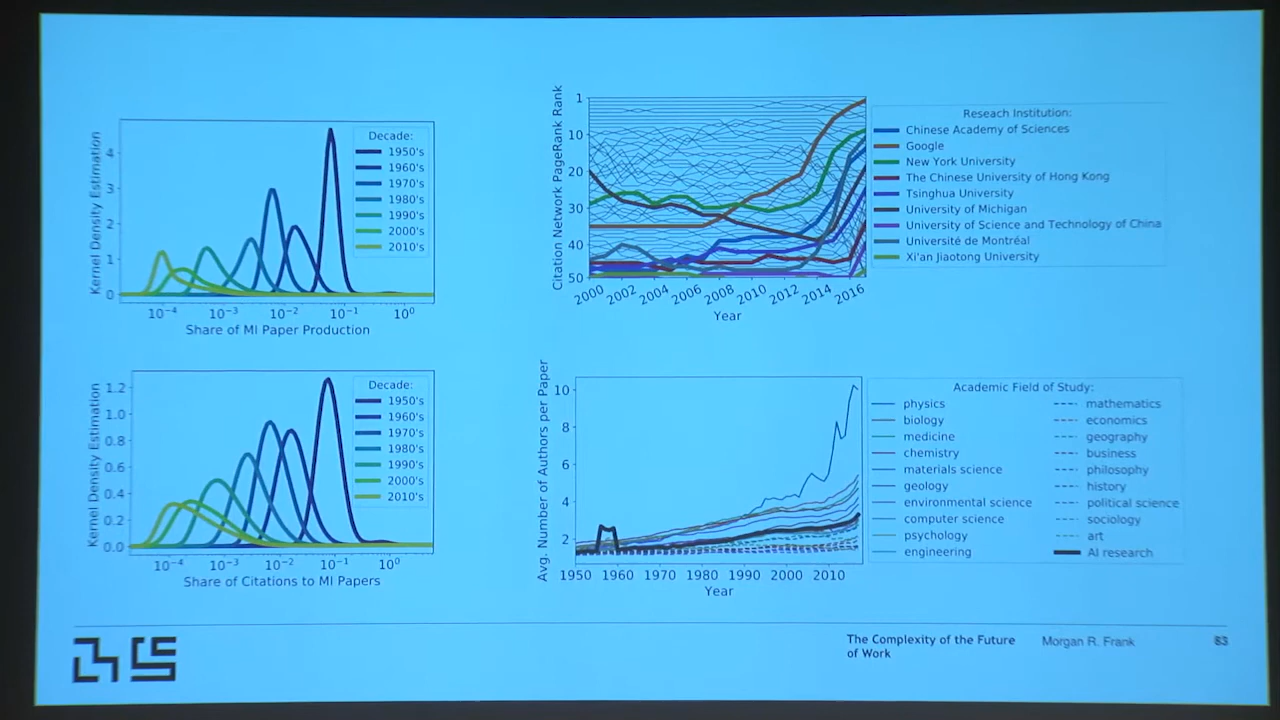 Kernel Density Estimation
4
3
2
1
0
Decade:
1950's
1960's
1970's
1980's
1990's
2000's
2010's
10⁻⁴ 10⁻³ 10⁻² 10⁻¹ 10⁰
Share of MI Paper Production
Citation Network PageRank Rank
1
10
20
30
40
50
2000 2002 2004 2006 2008 2010 2012 2014 2016
Year
Reseach Institution:
Chinese Academy of Sciences
Google
New York University
The Chinese University of Hong Kong
Tsinghua University
University of Michigan
University of Science and Technology of China
Université de Montréal
Xi'an Jiaotong University
Kernel Density Estimation
1.2
1.0
0.8
0.6
0.4
0.2
0.0
Decade:
1950's
1960's
1970's
1980's
1990's
2000's
2010's
10⁻⁴ 10⁻³ 10⁻² 10⁻¹ 10⁰
Share of Citations to MI Papers
Avg. Number of Authors per Paper
10
8
6
4
2
1950 1960 1970 1980 1990 2000 2010
Year
Academic Field of Study:
physics mathematics
biology economics
medicine geography
chemistry business
materials science philosophy
geology history
environmental science political science
computer science sociology
psychology art
engineering AI research
The Complexity of the Future
of Work
Morgan R. Frank
83